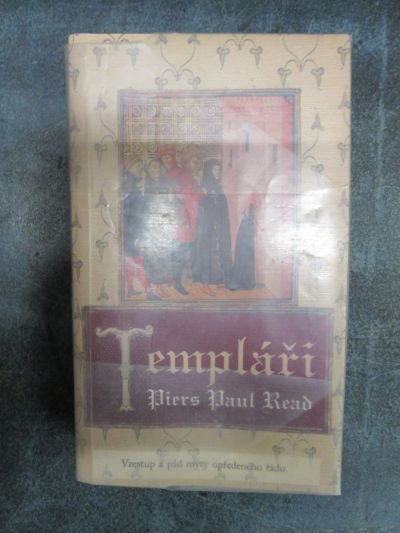 Templáři
Piers Paul Read
Vzestup a pád mýty opředeného řádu.